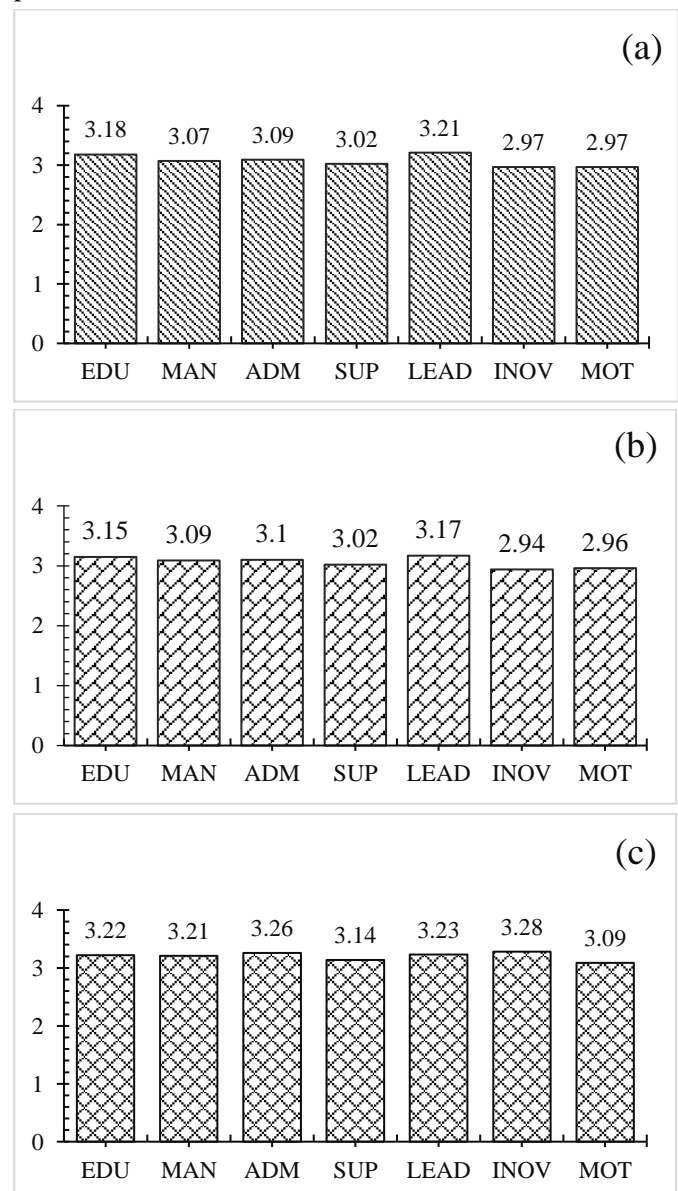 (a)
4
3
2
1
0
3.18 3.07 3.09 3.02 3.21 2.97 2.97
EDU MAN ADM SUP LEAD INOV MOT
(b)
4
3
2
1
0
3.15 3.09 3.1 3.02 3.17 2.94 2.96
EDU MAN ADM SUP LEAD INOV MOT
(c)
4
3
2
1
0
3.22 3.21 3.26 3.14 3.23 3.28 3.09
EDU MAN ADM SUP LEAD INOV MOT